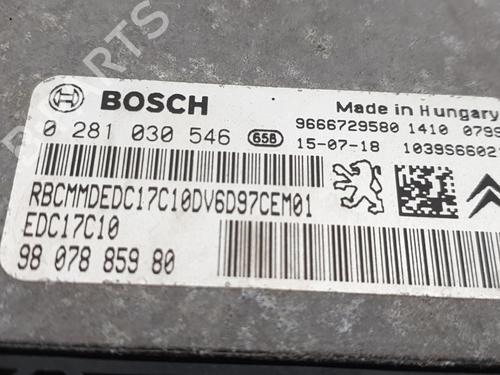 BOSCH
Made in Hungary
0 281 030 546 658
9666729580 1410
15-07-18
RBCMMDEDC17C10DV6D97CEM01
EDC17C10
98 078 859 80